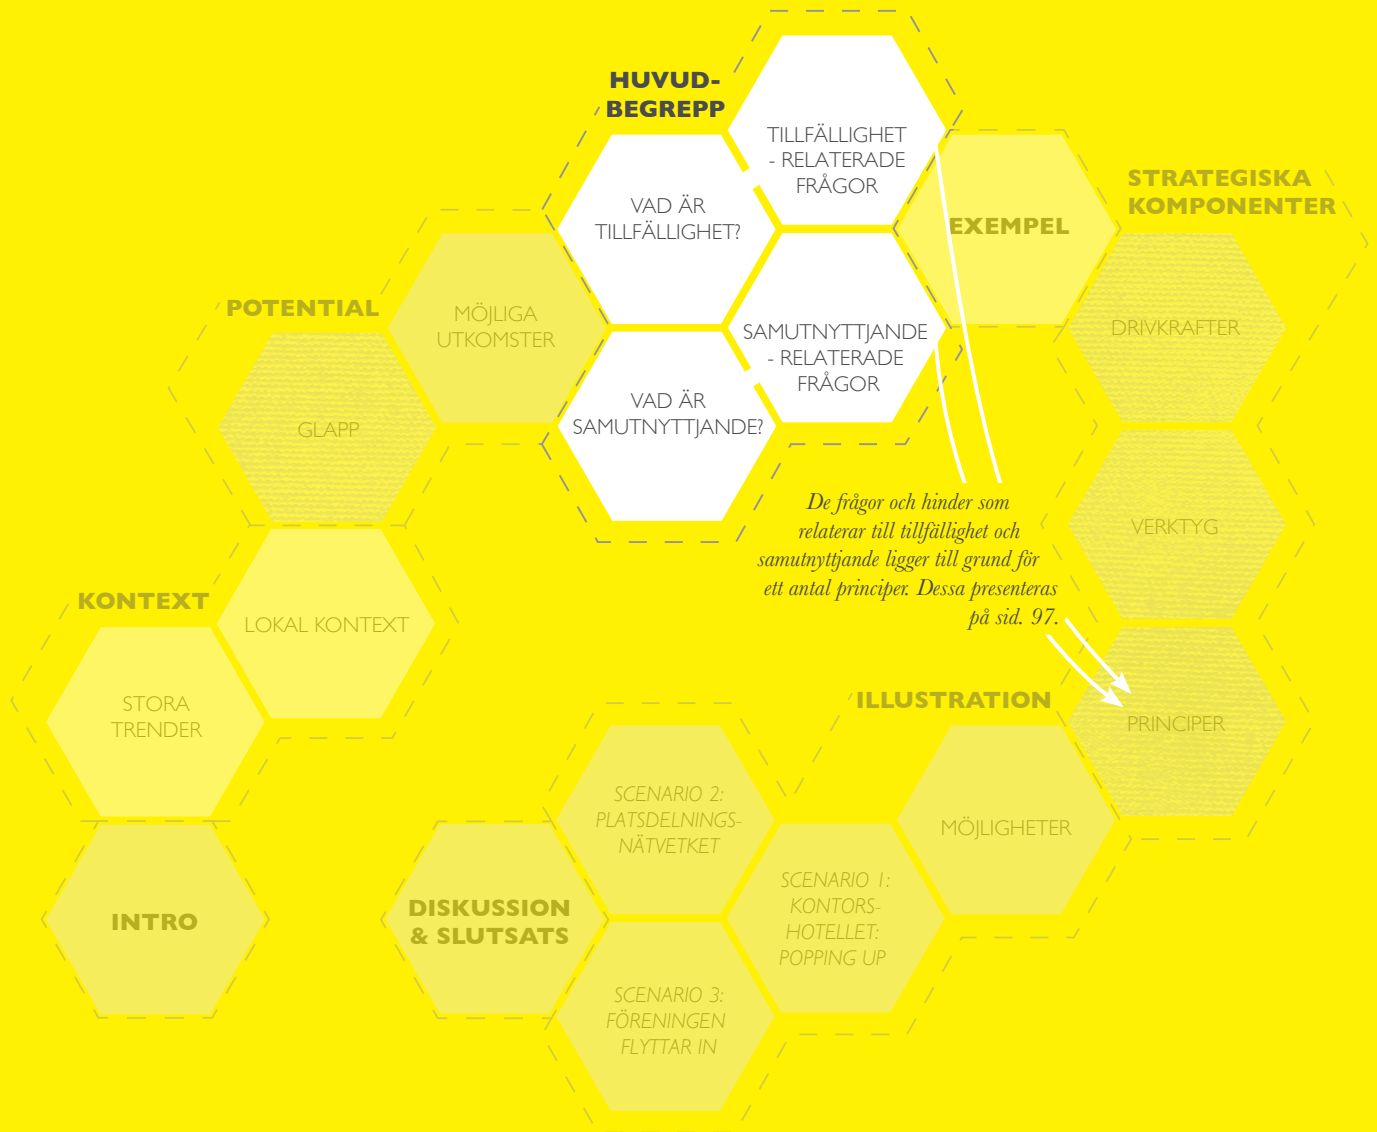 HUVUD-
BEGREPP
TILLFÄLLIGHET
- RELATERADE
FRÅGOR
VAD ÄR
TILLFÄLLIGHET?
SAMUTNYTTJANDE
- RELATERADE
FRÅGOR
VAD ÄR
SAMUTNYTTJANDE?
EXEMPEL
STRATEGISKA
KOMPONENTER
DRIVKRAFTER
VERKTYG
PRINCIPER
POTENTIAL
MÖJLIGA
UTKOMSTER
GLAPP
De frågor och hinder som
relaterar till tillfällighet och
samutnyttjande ligger till grund för
ett antal principer. Dessa presenteras
på sid. 97.
KONTEXT
LOKAL KONTEXT
STORA
TRENDER
INTRO
ILLUSTRATION
MÖJLIGHETER
SCENARIO 1:
KONTORS-
HOTELLET:
POPPING UP
SCENARIO 2:
PLATSDELNINGS-
NÄTVETKET
SCENARIO 3:
FÖRENINGEN
FLYTTAR IN
DISKUSSION
& SLUTSATS